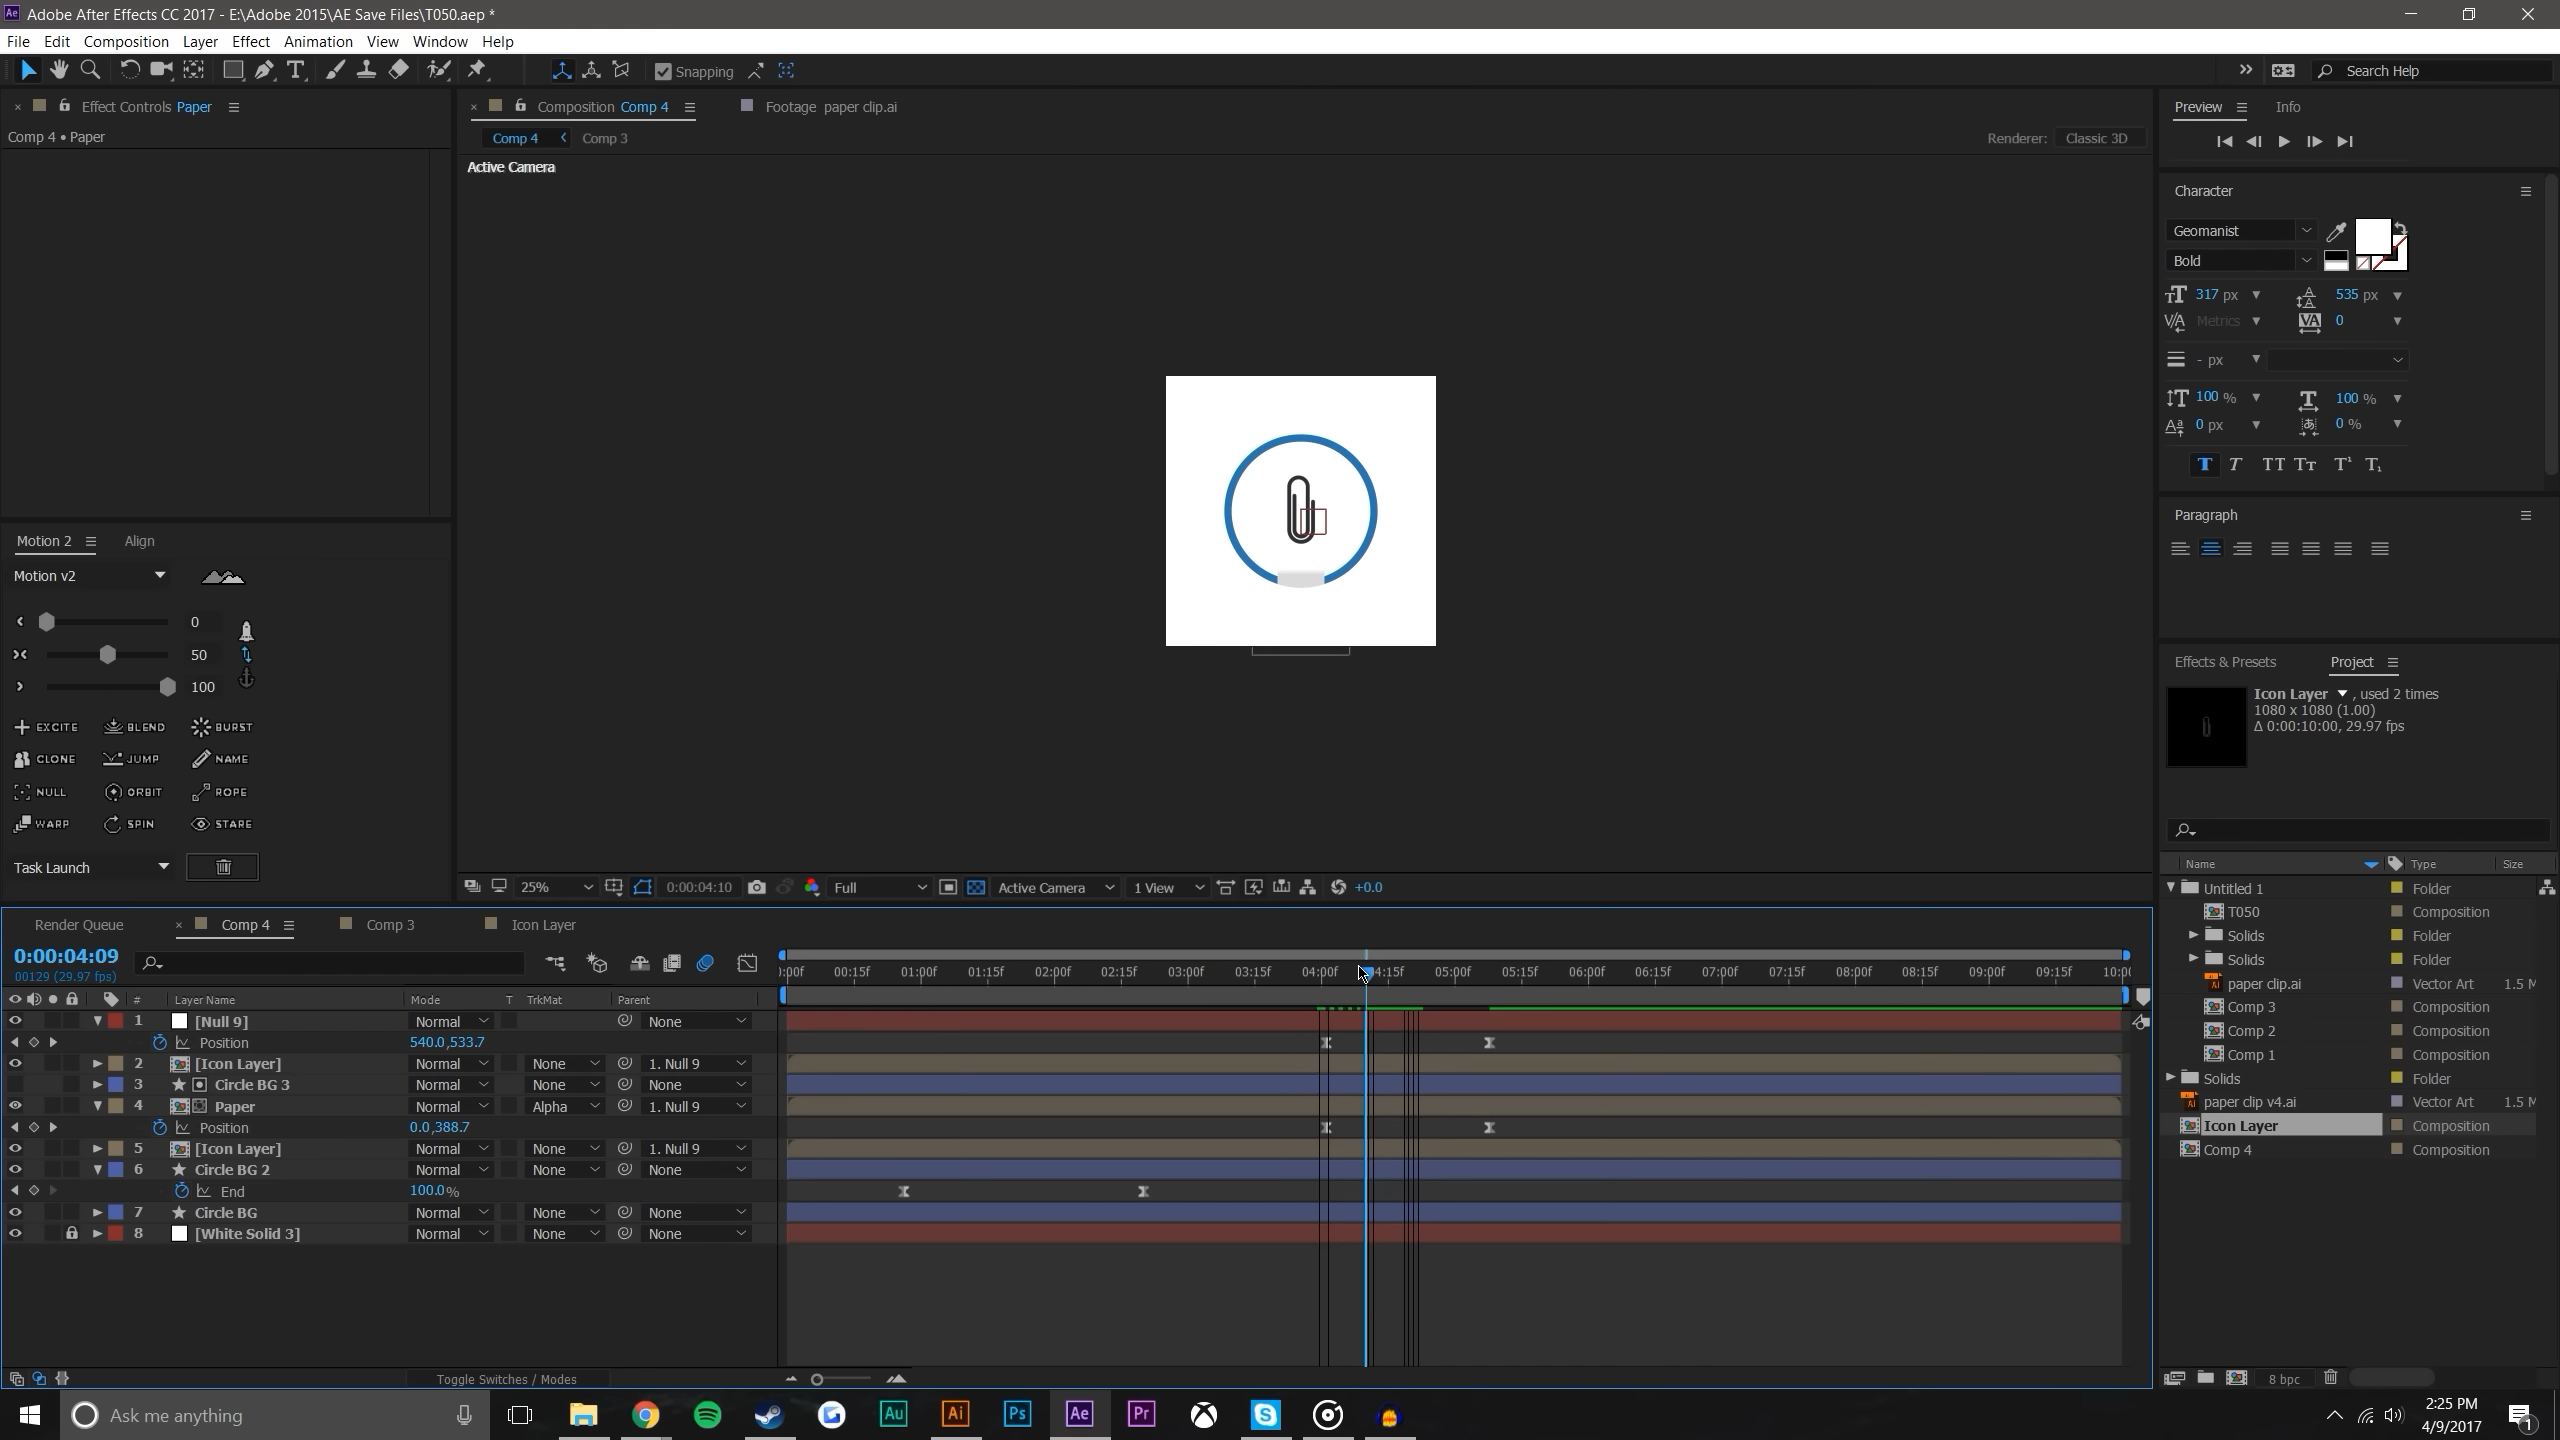 Adobe After Effects CC 2017 - E:\Adobe 2015\AE Save Files\T050.aep *
File Edit Composition Layer Effect Animation View Window Help
Snapping
Search Help
Effect Controls Paper
Comp 4 • Paper
Composition Comp 4
Footage paper clip.ai
Comp 4
Comp 3
Renderer: Classic 3D
Active Camera
Preview
Info
Character
Geomanist
Bold
317 px
535 px
Metrics
0
- px
100 %
100 %
0 px
0 %
Paragraph
Motion 2
Align
Motion v2
0
50
100
EXCITE BLEND BURST
CLONE JUMP NAME
NULL ORBIT ROPE
WARP SPIN STARE
Task Launch
25%
0:00:04:10
Full
Active Camera
1 View
+0.0
Effects & Presets
Project
Icon Layer , used 2 times
1080 x 1080 (1.00)
Δ 0:00:10:00, 29.97 fps
Name Type Size
Untitled 1 Folder
T050 Composition
Solids Folder
Solids Folder
paper clip.ai Vector Art 1.5 M
Comp 3 Composition
Comp 2 Composition
Comp 1 Composition
Solids Folder
paper clip v4.ai Vector Art 1.5 M
Icon Layer Composition
Comp 4 Composition
8 bpc
Render Queue
Comp 4
Comp 3
Icon Layer
0:00:04:09
00129 (29.97 fps)
:00f 00:15f 01:00f 01:15f 02:00f 02:15f 03:00f 03:15f 04:00f 04:15f 05:00f 05:15f 06:00f 06:15f 07:00f 07:15f 08:00f 08:15f 09:00f 09:15f 10:00
# Layer Name Mode T TrkMat Parent
1 [Null 9] Normal None
Position 540.0,533.7
2 [Icon Layer] Normal None 1. Null 9
3 Circle BG 3 Normal None None
4 Paper Normal Alpha 1. Null 9
Position 0.0,388.7
5 [Icon Layer] Normal None 1. Null 9
6 Circle BG 2 Normal None None
End 100.0%
7 Circle BG Normal None None
8 [White Solid 3] Normal None None
Toggle Switches / Modes
Ask me anything
Au
Ai
Ps
Ae
Pr
2:25 PM
4/9/2017
1